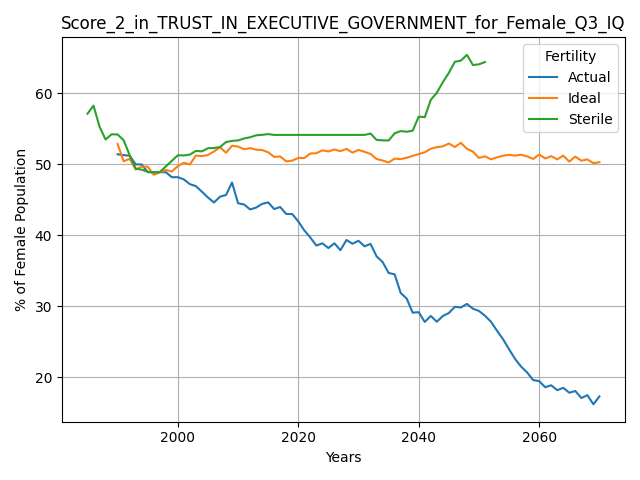 Score_2_in_TRUST_IN_EXECUTIVE_GOVERNMENT_for_Female_Q3_IQ
Fertility
Actual
Ideal
Sterile
% of Female Population
60
50
40
30
20
2000
2020
2040
2060
Years